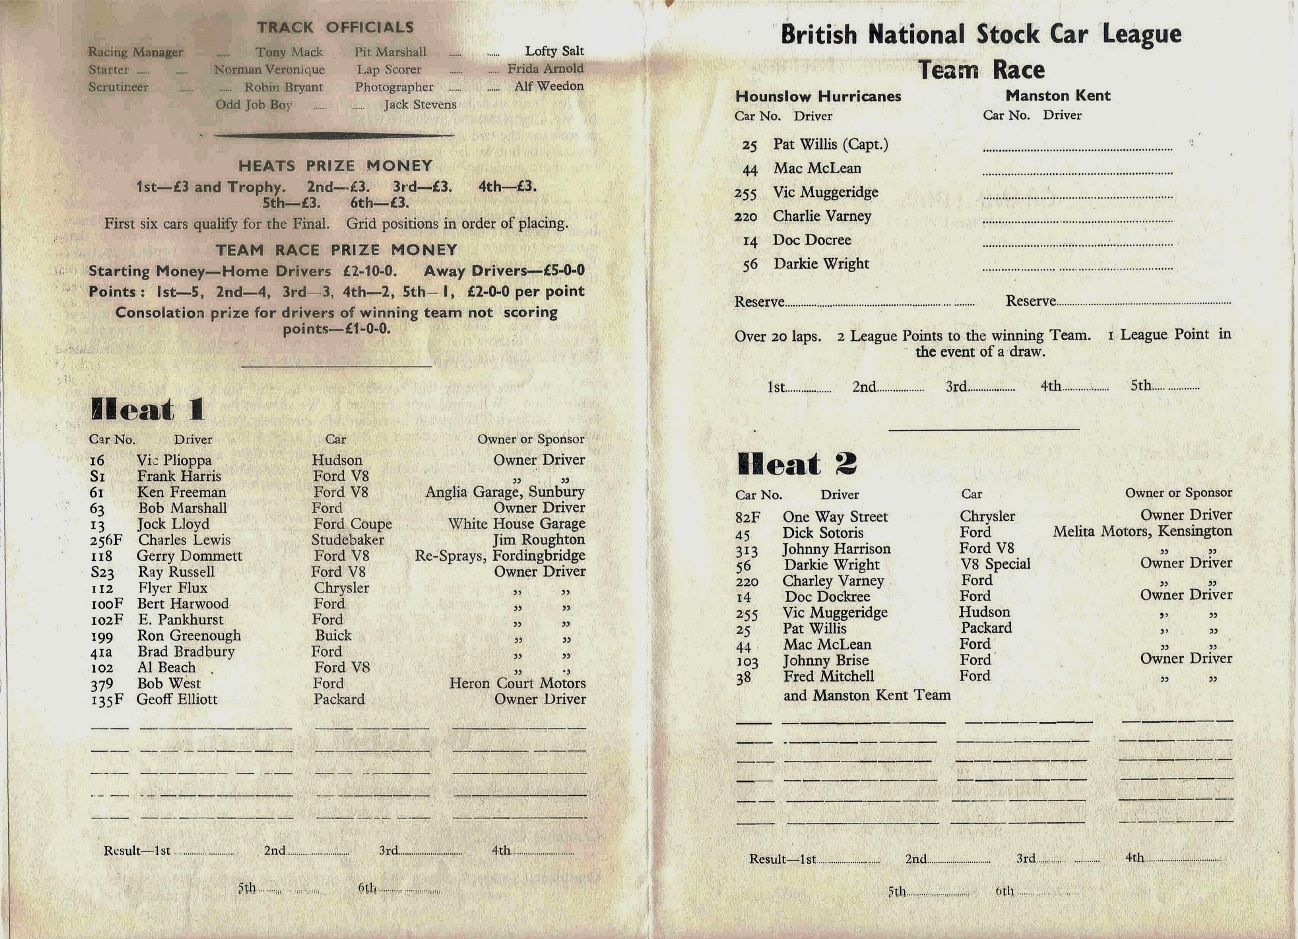 TRACK OFFICIALS
Racing Manager ..... Tony Mack Pit Marshall ..... ..... Lofty Salt
Starter ..... ..... Norman Veronique Lap Scorer ..... ..... Frida Arnold
Scrutineer ..... ..... Robin Bryant Photographer ..... ..... Alf Weedon
Odd Job Boy ..... ..... Jack Stevens
HEATS PRIZE MONEY
1st—£3 and Trophy. 2nd—£3. 3rd—£3. 4th—£3.
5th—£3. 6th—£3.
First six cars qualify for the Final. Grid positions in order of placing.
TEAM RACE PRIZE MONEY
Starting Money—Home Drivers £2-10-0. Away Drivers—£5-0-0
Points : 1st—5, 2nd—4, 3rd—3, 4th—2, 5th—1, £2-0-0 per point
Consolation prize for drivers of winning team not scoring
points—£1-0-0.
Heat 1
Car No. Driver Car Owner or Sponsor
16 Vic Plioppa Hudson Owner Driver
S1 Frank Harris Ford V8 ,, ,,
61 Ken Freeman Ford V8 Anglia Garage, Sunbury
63 Bob Marshall Ford Owner Driver
13 Jock Lloyd Ford Coupe White House Garage
256F Charles Lewis Studebaker Jim Roughton
118 Gerry Dommett Ford V8 Re-Sprays, Fordingbridge
S23 Ray Russell Ford V8 Owner Driver
112 Flyer Flux Chrysler ,, ,,
100F Bert Harwood Ford ,, ,,
102F E. Pankhurst Ford ,, ,,
199 Ron Greenough Buick ,, ,,
41a Brad Bradbury Ford ,, ,,
102 Al Beach Ford V8 ,, ,,
379 Bob West Ford Heron Court Motors
135F Geoff Elliott Packard Owner Driver
Result—1st .......... 2nd.......... 3rd.......... 4th..........
5th.......... 6th..........
British National Stock Car League
Team Race
Hounslow Hurricanes Manston Kent
Car No. Driver Car No. Driver
25 Pat Willis (Capt.) ..........
44 Mac McLean ..........
255 Vic Muggeridge ..........
220 Charlie Varney ..........
14 Doc Docree ..........
56 Darkie Wright ..........
Reserve.......... Reserve..........
Over 20 laps. 2 League Points to the winning Team. 1 League Point in
the event of a draw.
1st.......... 2nd.......... 3rd.......... 4th.......... 5th..........
Heat 2
Car No. Driver Car Owner or Sponsor
82F One Way Street Chrysler Owner Driver
45 Dick Sotoris Ford Melita Motors, Kensington
313 Johnny Harrison Ford V8 ,, ,,
56 Darkie Wright V8 Special Owner Driver
220 Charley Varney Ford ,, ,,
14 Doc Dockree Ford Owner Driver
255 Vic Muggeridge Hudson ,, ,,
25 Pat Willis Packard ,, ,,
44 Mac McLean Ford ,, ,,
103 Johnny Brise Ford Owner Driver
38 Fred Mitchell Ford ,, ,,
and Manston Kent Team
Result—1st.......... 2nd.......... 3rd.......... 4th..........
5th.......... 6th..........